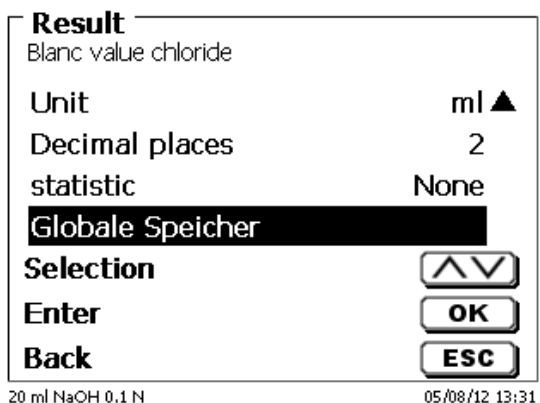 Result
Blanc value chloride
Unit ml ▲
Decimal places 2
statistic None
Globale Speicher
Selection
Enter OK
Back ESC
20 ml NaOH 0.1 N 05/08/12 13:31